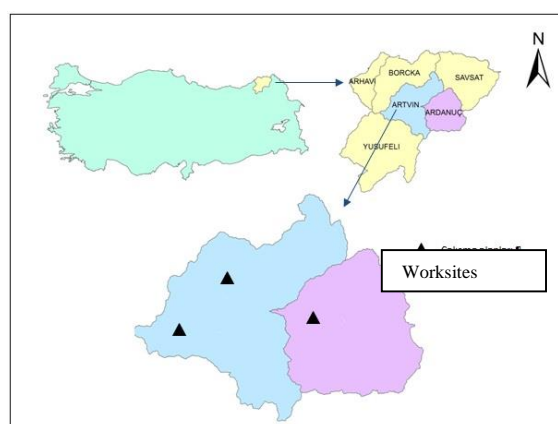 N
BORCKA
ARHAVI
SAVSAT
ARTVIN
ARDANUÇ
YUSUFELI
Worksites